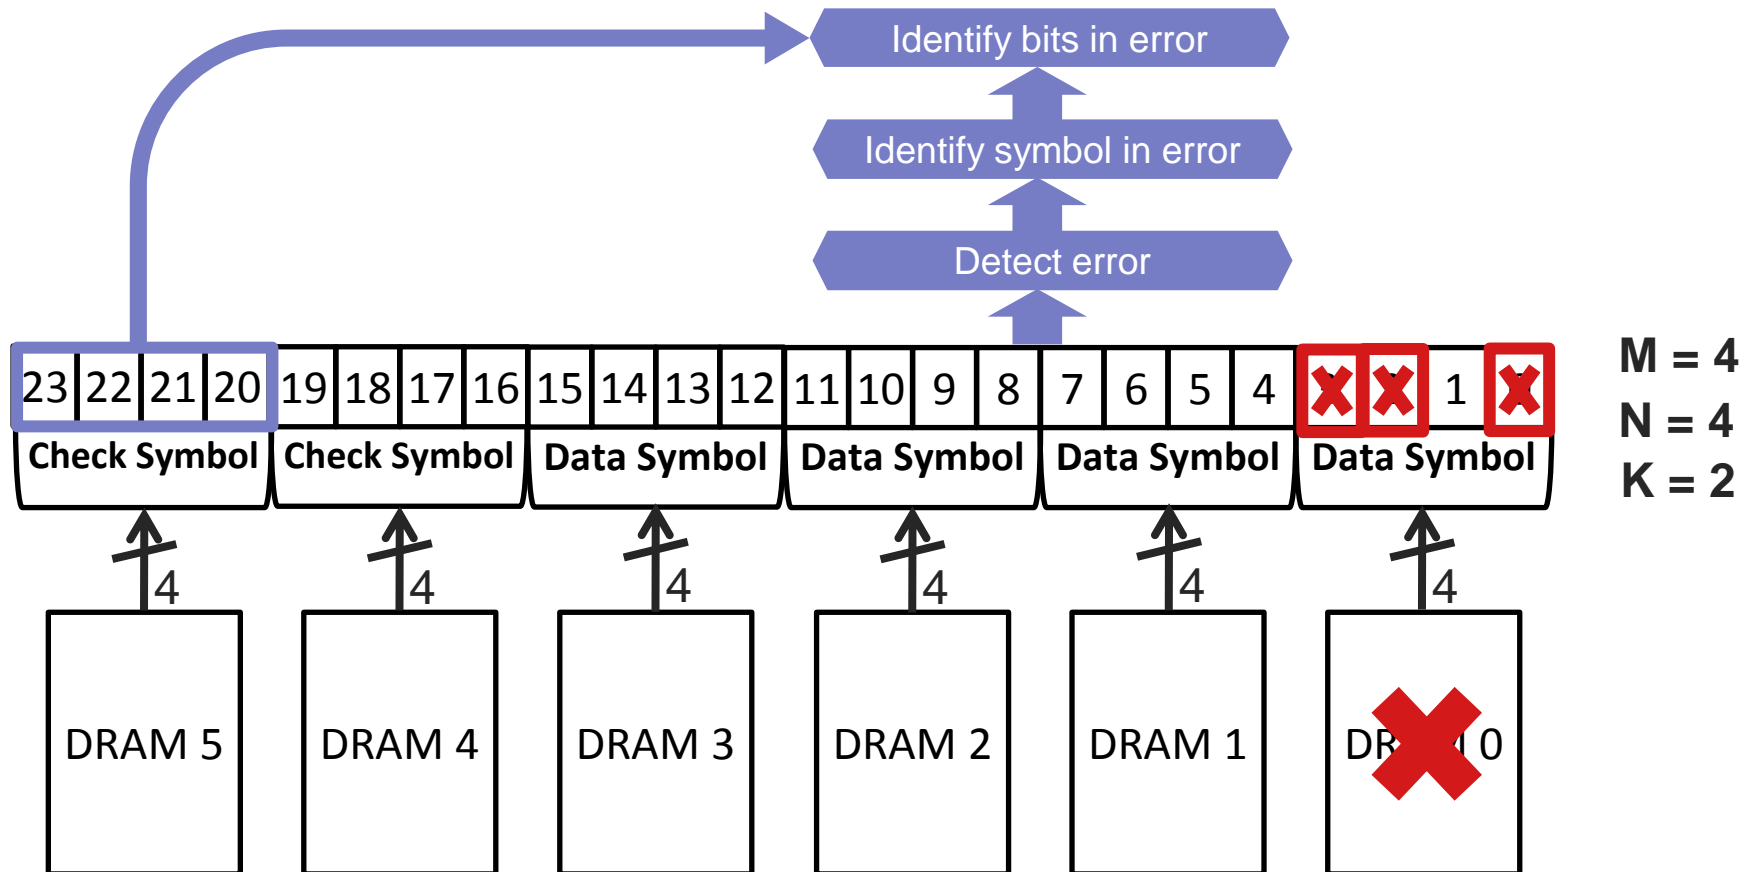 Identify bits in error
Identify symbol in error
Detect error
23 22 21 20 19 18 17 16 15 14 13 12 11 10 9 8 7 6 5 4 1
Check Symbol Check Symbol Data Symbol Data Symbol Data Symbol Data Symbol
M = 4
N = 4
K = 2
4 4 4 4 4 4
DRAM 5 DRAM 4 DRAM 3 DRAM 2 DRAM 1 0